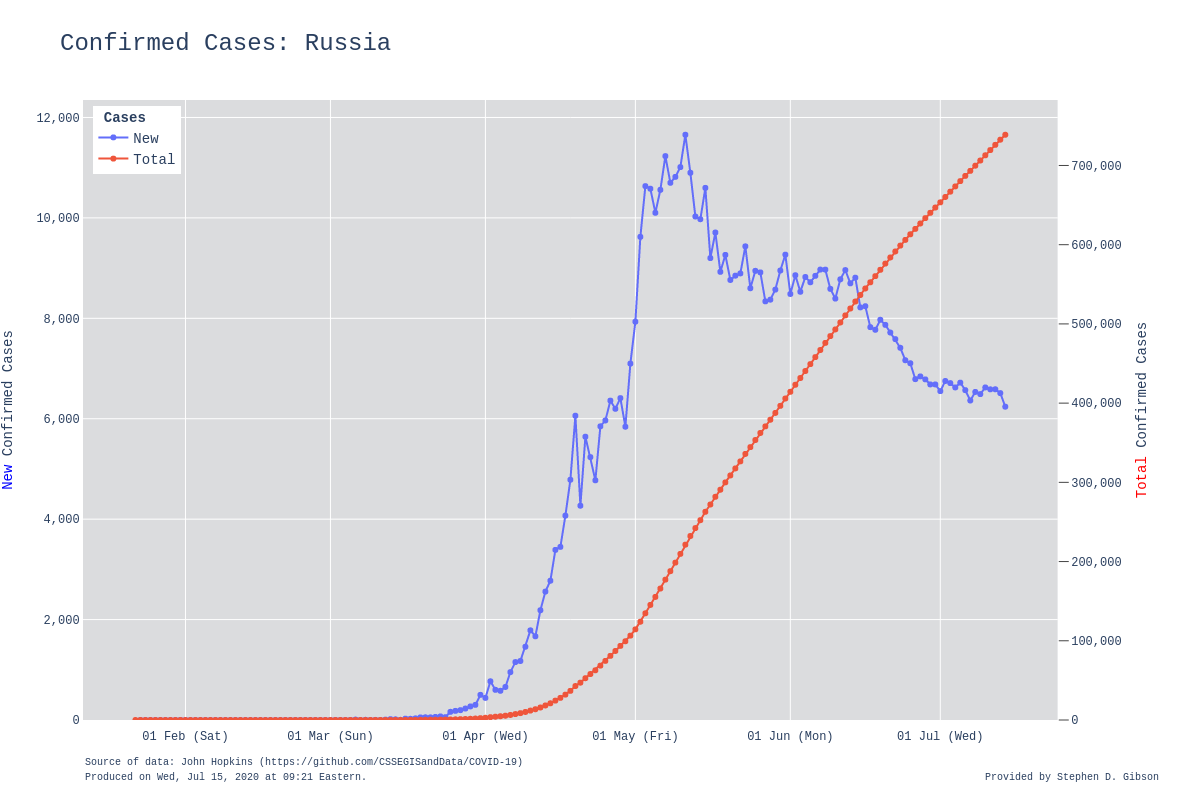 Confirmed Cases: Russia
Cases
New
Total
12,000
10,000
8,000
6,000
4,000
2,000
0
700,000
600,000
500,000
400,000
300,000
200,000
100,000
0
New Confirmed Cases
Total Confirmed Cases
01 Feb (Sat)
01 Mar (Sun)
01 Apr (Wed)
01 May (Fri)
01 Jun (Mon)
01 Jul (Wed)
Source of data: John Hopkins (https://github.com/CSSEGISandData/COVID-19)
Produced on Wed, Jul 15, 2020 at 09:21 Eastern.
Provided by Stephen D. Gibson